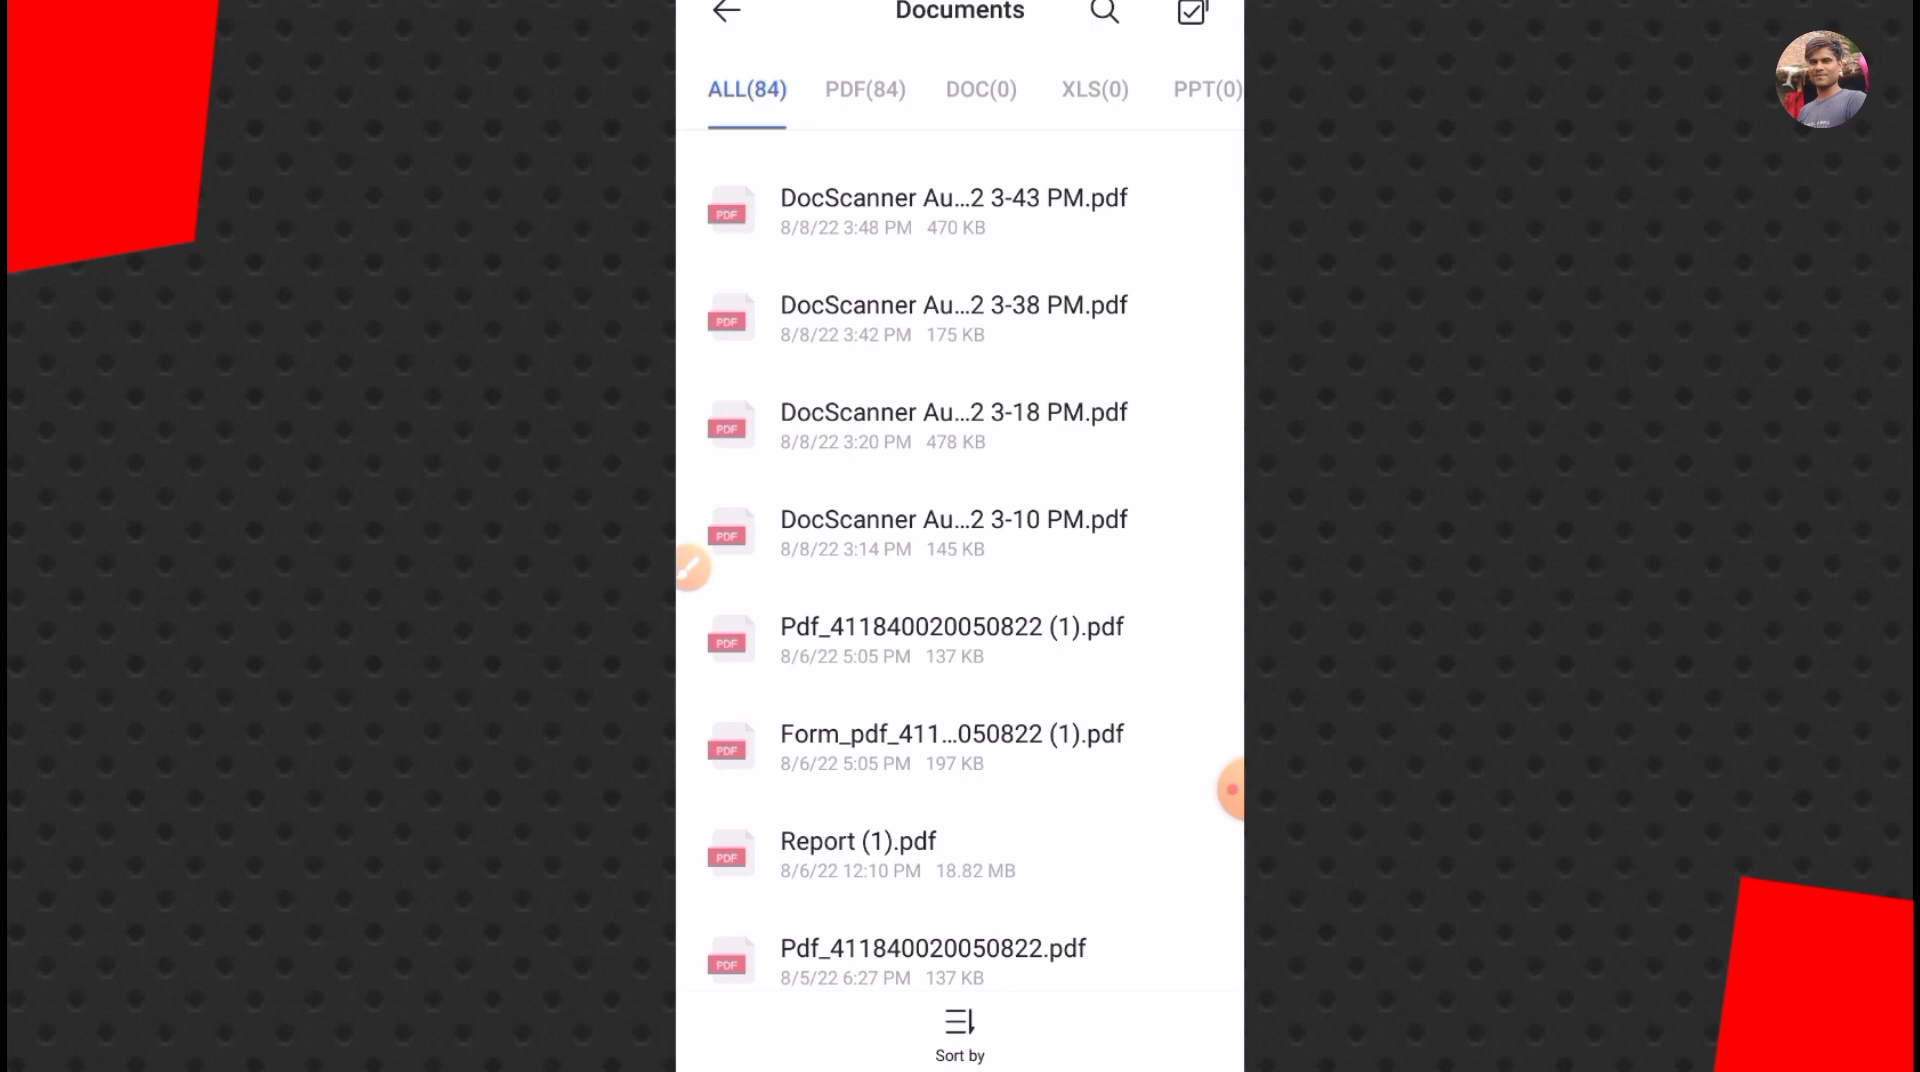 Documents
ALL(84) PDF(84) DOC(0) XLS(0) PPT(0)
DocScanner Au...2 3-43 PM.pdf
8/8/22 3:48 PM 470 KB
DocScanner Au...2 3-38 PM.pdf
8/8/22 3:42 PM 175 KB
DocScanner Au...2 3-18 PM.pdf
8/8/22 3:20 PM 478 KB
DocScanner Au...2 3-10 PM.pdf
8/8/22 3:14 PM 145 KB
Pdf_411840020050822 (1).pdf
8/6/22 5:05 PM 137 KB
Form_pdf_411...050822 (1).pdf
8/6/22 5:05 PM 197 KB
Report (1).pdf
8/6/22 12:10 PM 18.82 MB
Pdf_411840020050822.pdf
8/5/22 6:27 PM 137 KB
PDF
PDF
PDF
PDF
PDF
PDF
PDF
PDF
Sort by